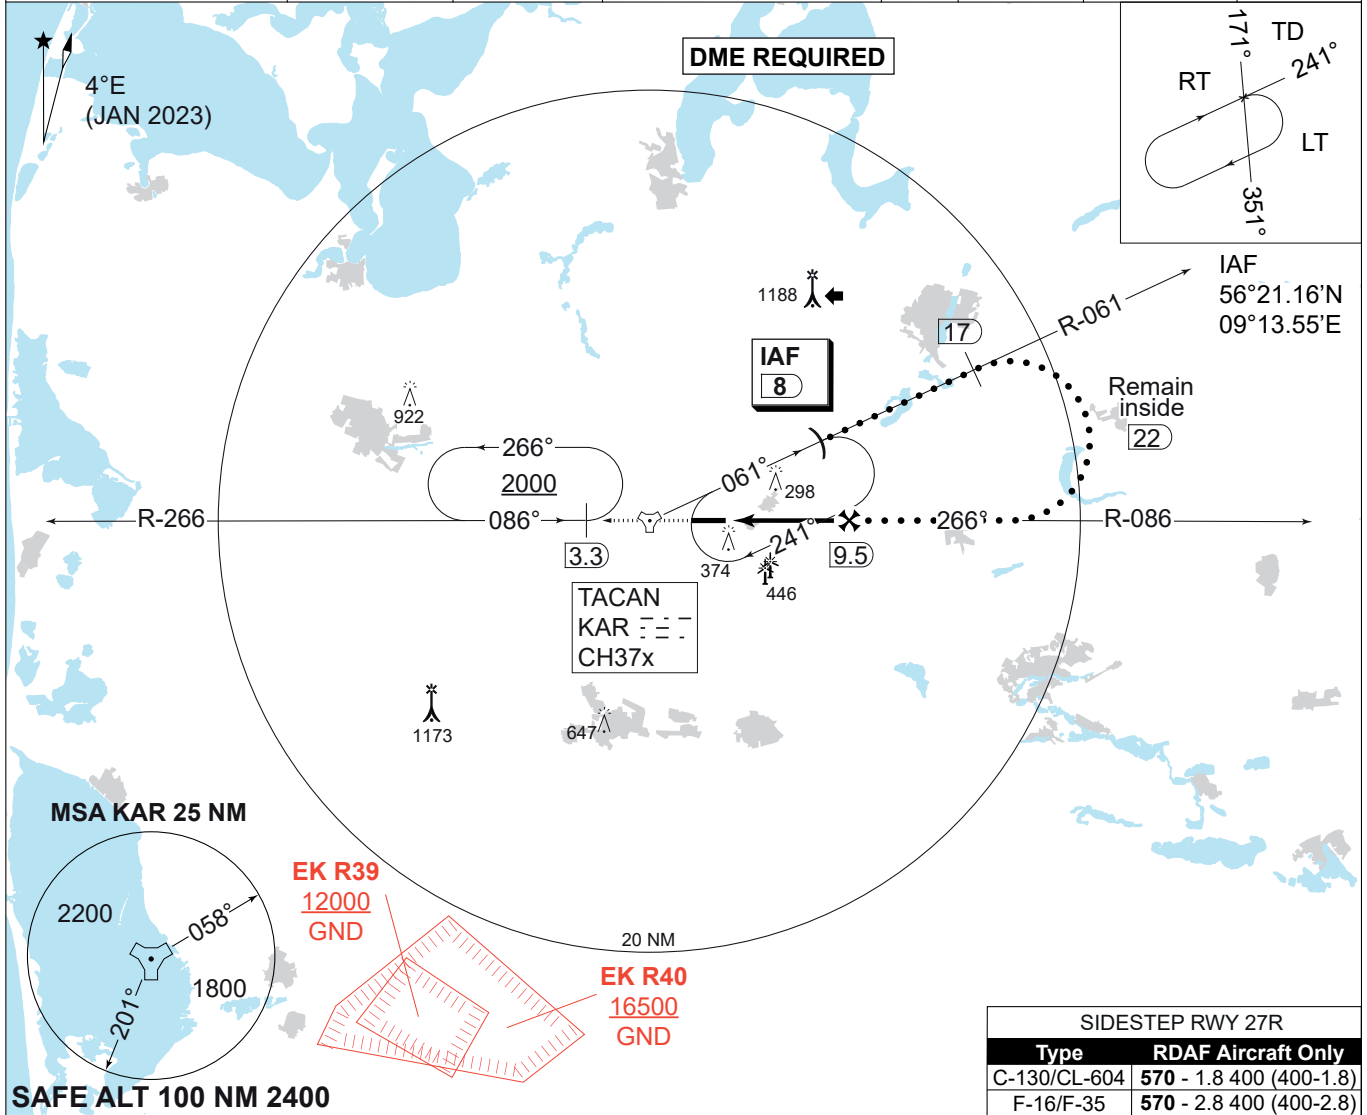 4°E
(JAN 2023)
DME REQUIRED
171°
TD
241°
RT
LT
351°
IAF
56°21.16'N
09°13.55'E
1188
R-061
17
IAF
8
922
Remain
inside
22
266°
2000
061°
298
R-266
086°
266°
R-086
241°
3.3
9.5
374
446
TACAN
KAR
CH37x
1173
647
MSA KAR 25 NM
2200
058°
1800
201°
EK R39
12000
GND
20 NM
EK R40
16500
GND
SAFE ALT 100 NM 2400
SIDESTEP RWY 27R
Type RDAF Aircraft Only
C-130/CL-604 570 - 1.8 400 (400-1.8)
F-16/F-35 570 - 2.8 400 (400-2.8)